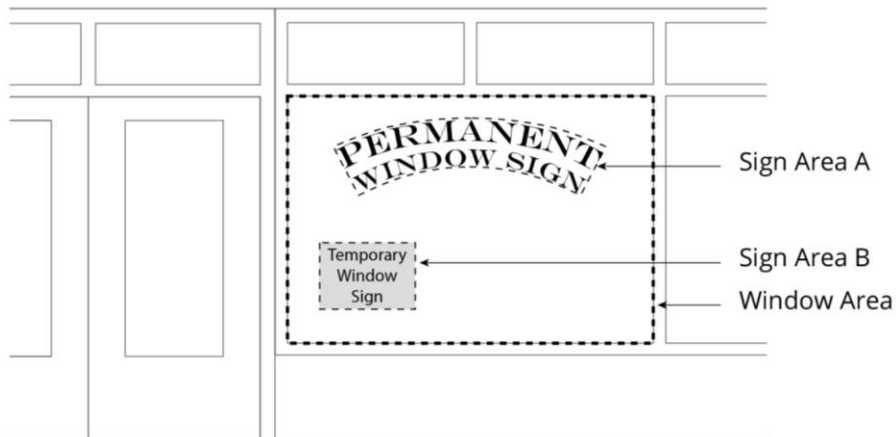 PERMANENT
WINDOW SIGN
Sign Area A
Temporary
Window
Sign
Sign Area B
Window Area